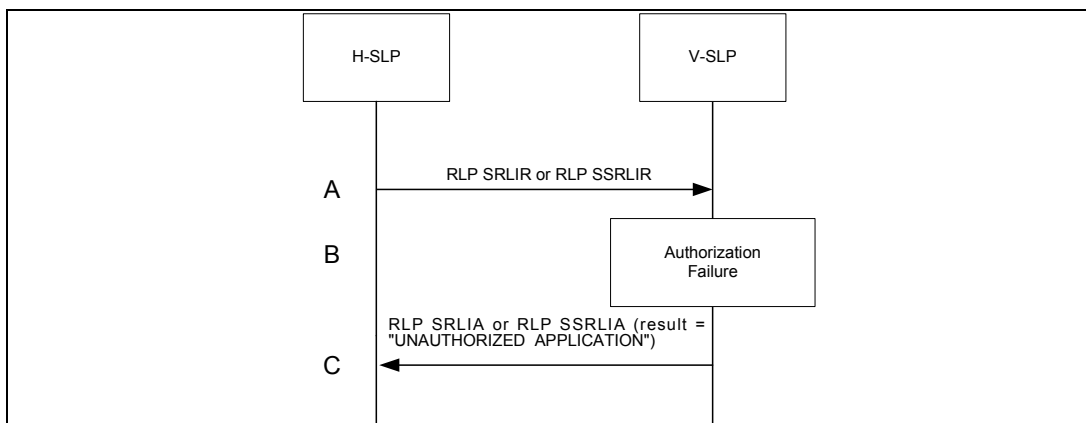 H-SLP
V-SLP
A
RLP SRLIR or RLP SSRLIR
B
Authorization
Failure
RLP SRLIA or RLP SSRLIA (result =
"UNAUTHORIZED APPLICATION")
C